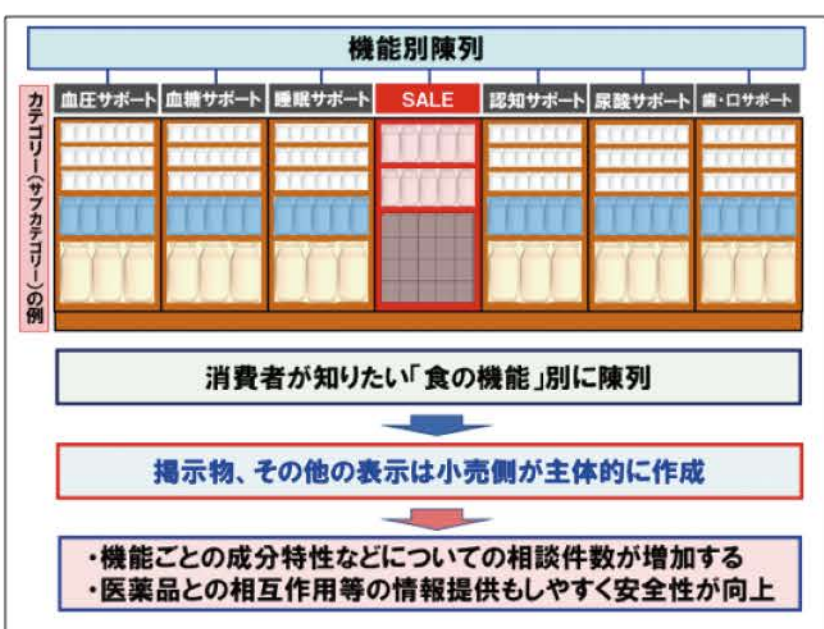 機能別陳列
血圧サポート
血糖サポート
睡眠サポート
SALE
認知サポート
尿酸サポート
歯・口サポート
カテゴリー（サブカテゴリー）の例
消費者が知りたい「食の機能」別に陳列
掲示物、その他の表示は小売側が主体的に作成
・機能ごとの成分特性などについての相談件数が増加する
・医薬品との相互作用等の情報提供もしやすく安全性が向上